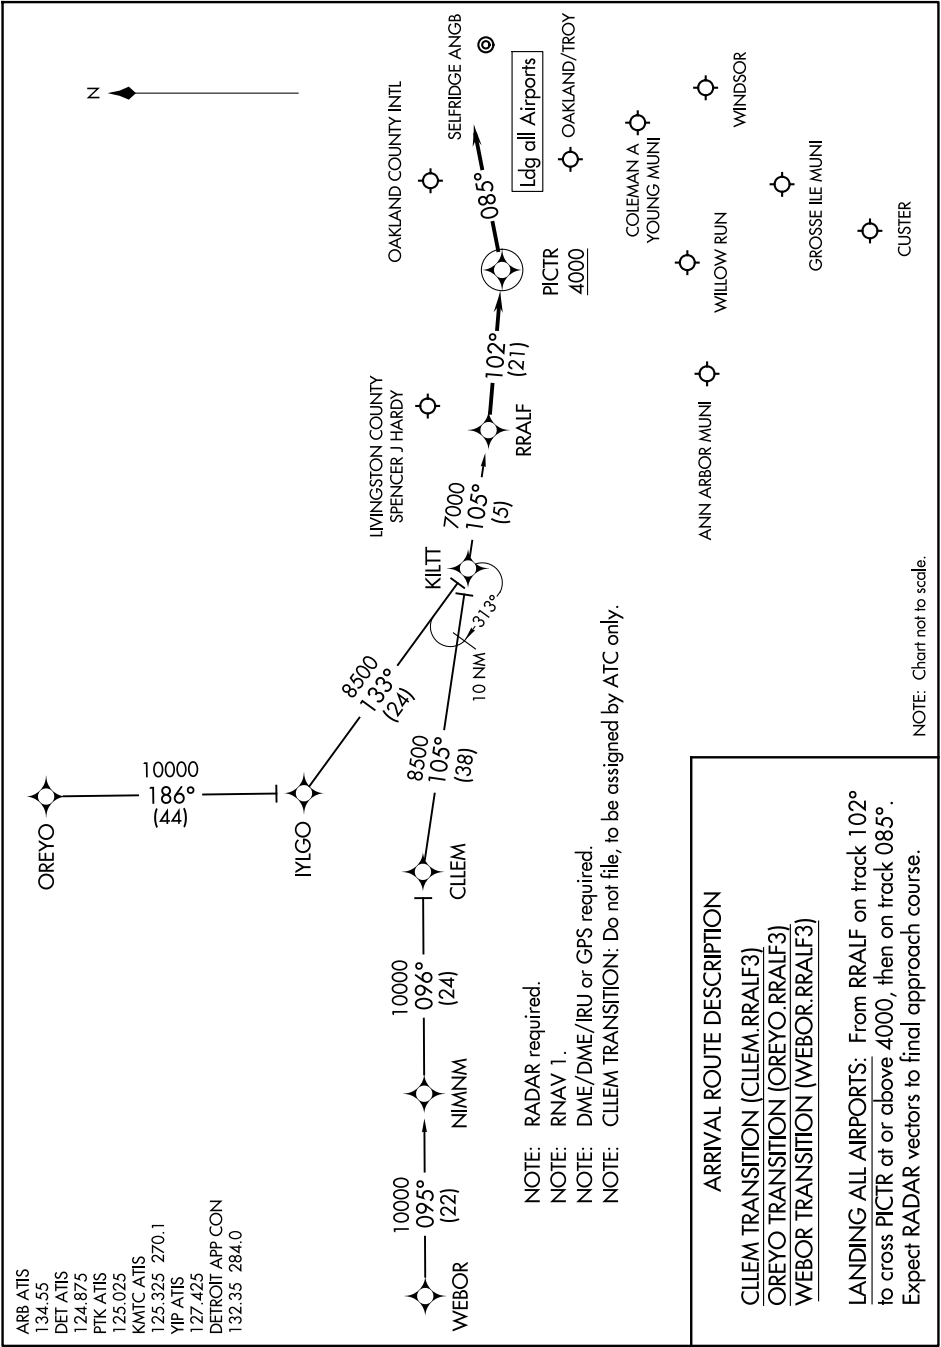 ARB ATIS
134.55
DET ATIS
124.875
PTK ATIS
125.025
KMTC ATIS
125.325 270.1
YIP ATIS
127.425
DETROIT APP CON
132.35 284.0
N
OREYO
10000
186°
(44)
IYLGO
8500
133°
(24)
WEBOR
10000
095°
(22)
NIMNM
10000
096°
(24)
CLLEM
8500
105°
(38)
10 NM
313°
KILTT
7000
105°
(5)
RRALF
102°
(21)
PICTR
4000
085°
LIVINGSTON COUNTY
SPENCER J HARDY
OAKLAND COUNTY INTL
SELFRIDGE ANGB
Ldg all Airports
OAKLAND/TROY
COLEMAN A
YOUNG MUNI
WINDSOR
WILLOW RUN
GROSSE ILE MUNI
ANN ARBOR MUNI
CUSTER
NOTE: RADAR required.
NOTE: RNAV 1.
NOTE: DME/DME/IRU or GPS required.
NOTE: CLLEM TRANSITION: Do not file, to be assigned by ATC only.
ARRIVAL ROUTE DESCRIPTION
CLLEM TRANSITION (CLLEM.RRALF3)
OREYO TRANSITION (OREYO.RRALF3)
WEBOR TRANSITION (WEBOR.RRALF3)
LANDING ALL AIRPORTS: From RRALF on track 102°
to cross PICTR at or above 4000, then on track 085°.
Expect RADAR vectors to final approach course.
NOTE: Chart not to scale.